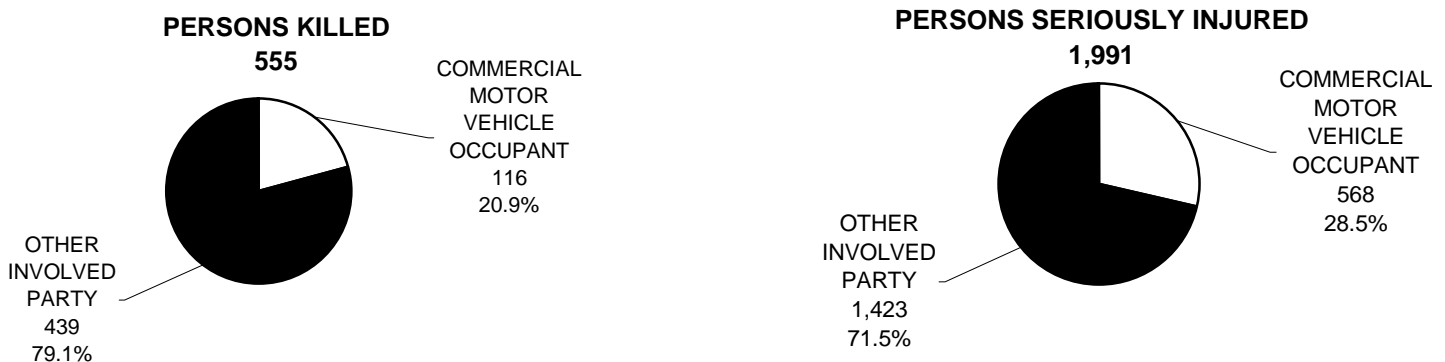 PERSONS KILLED
555
COMMERCIAL
MOTOR
VEHICLE
OCCUPANT
116
20.9%
OTHER
INVOLVED
PARTY
439
79.1%
PERSONS SERIOUSLY INJURED
1,991
COMMERCIAL
MOTOR
VEHICLE
OCCUPANT
568
28.5%
OTHER
INVOLVED
PARTY
1,423
71.5%